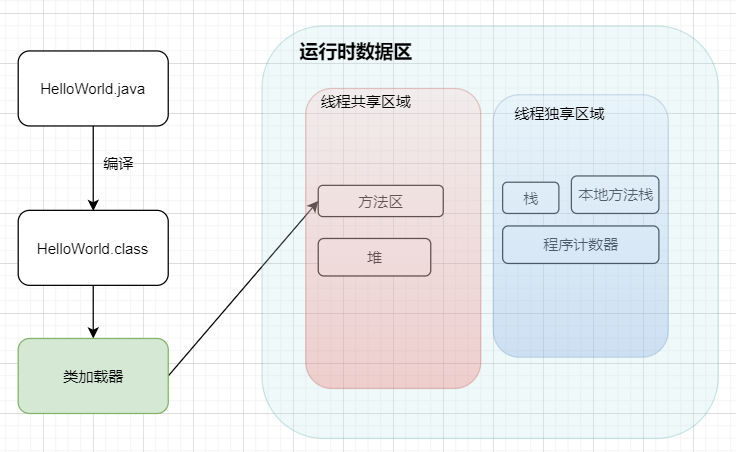 HelloWorld.java
编译
HelloWorld.class
类加载器
运行时数据区
线程共享区域
方法区
堆
线程独享区域
栈
本地方法栈
程序计数器